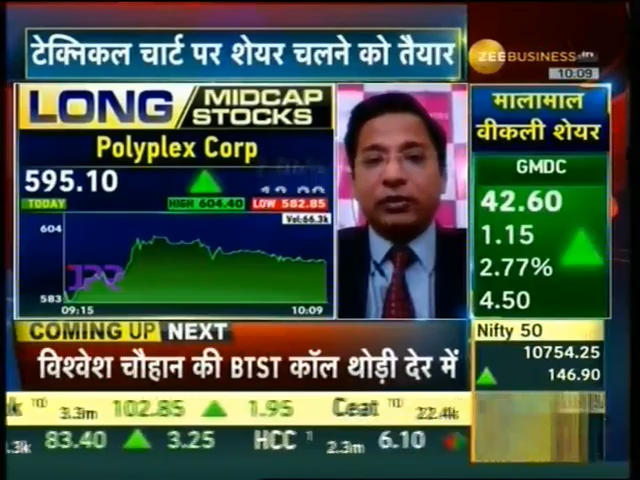 टेक्निकल चार्ट पर शेयर चलने को तैयार
ZEEBUSINESS
10:09
LONG / MIDCAP STOCKS
Polyplex Corp
595.10
TODAY HIGH 604.40 LOW 582.85
Vol:66.3k
604
583
09:15 10:09
मालामाल
वीकली शेयर
GMDC
42.60
1.15
2.77%
4.50
COMING UP NEXT
विश्वेश चौहान की BTST कॉल थोड़ी देर में
Nifty 50
10754.25
146.90
3.3m 102.85 1.95 Ceat 22.4k
83.40 3.25 HCC 2.3m 6.10